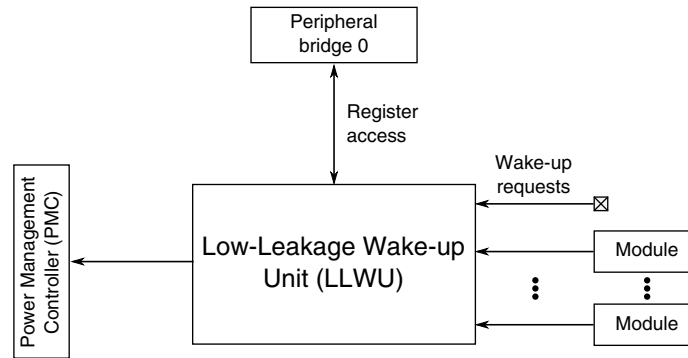 Peripheral
bridge 0
Register
access
Wake-up
requests
Power Management
Controller (PMC)
Low-Leakage Wake-up
Unit (LLWU)
Module
Module